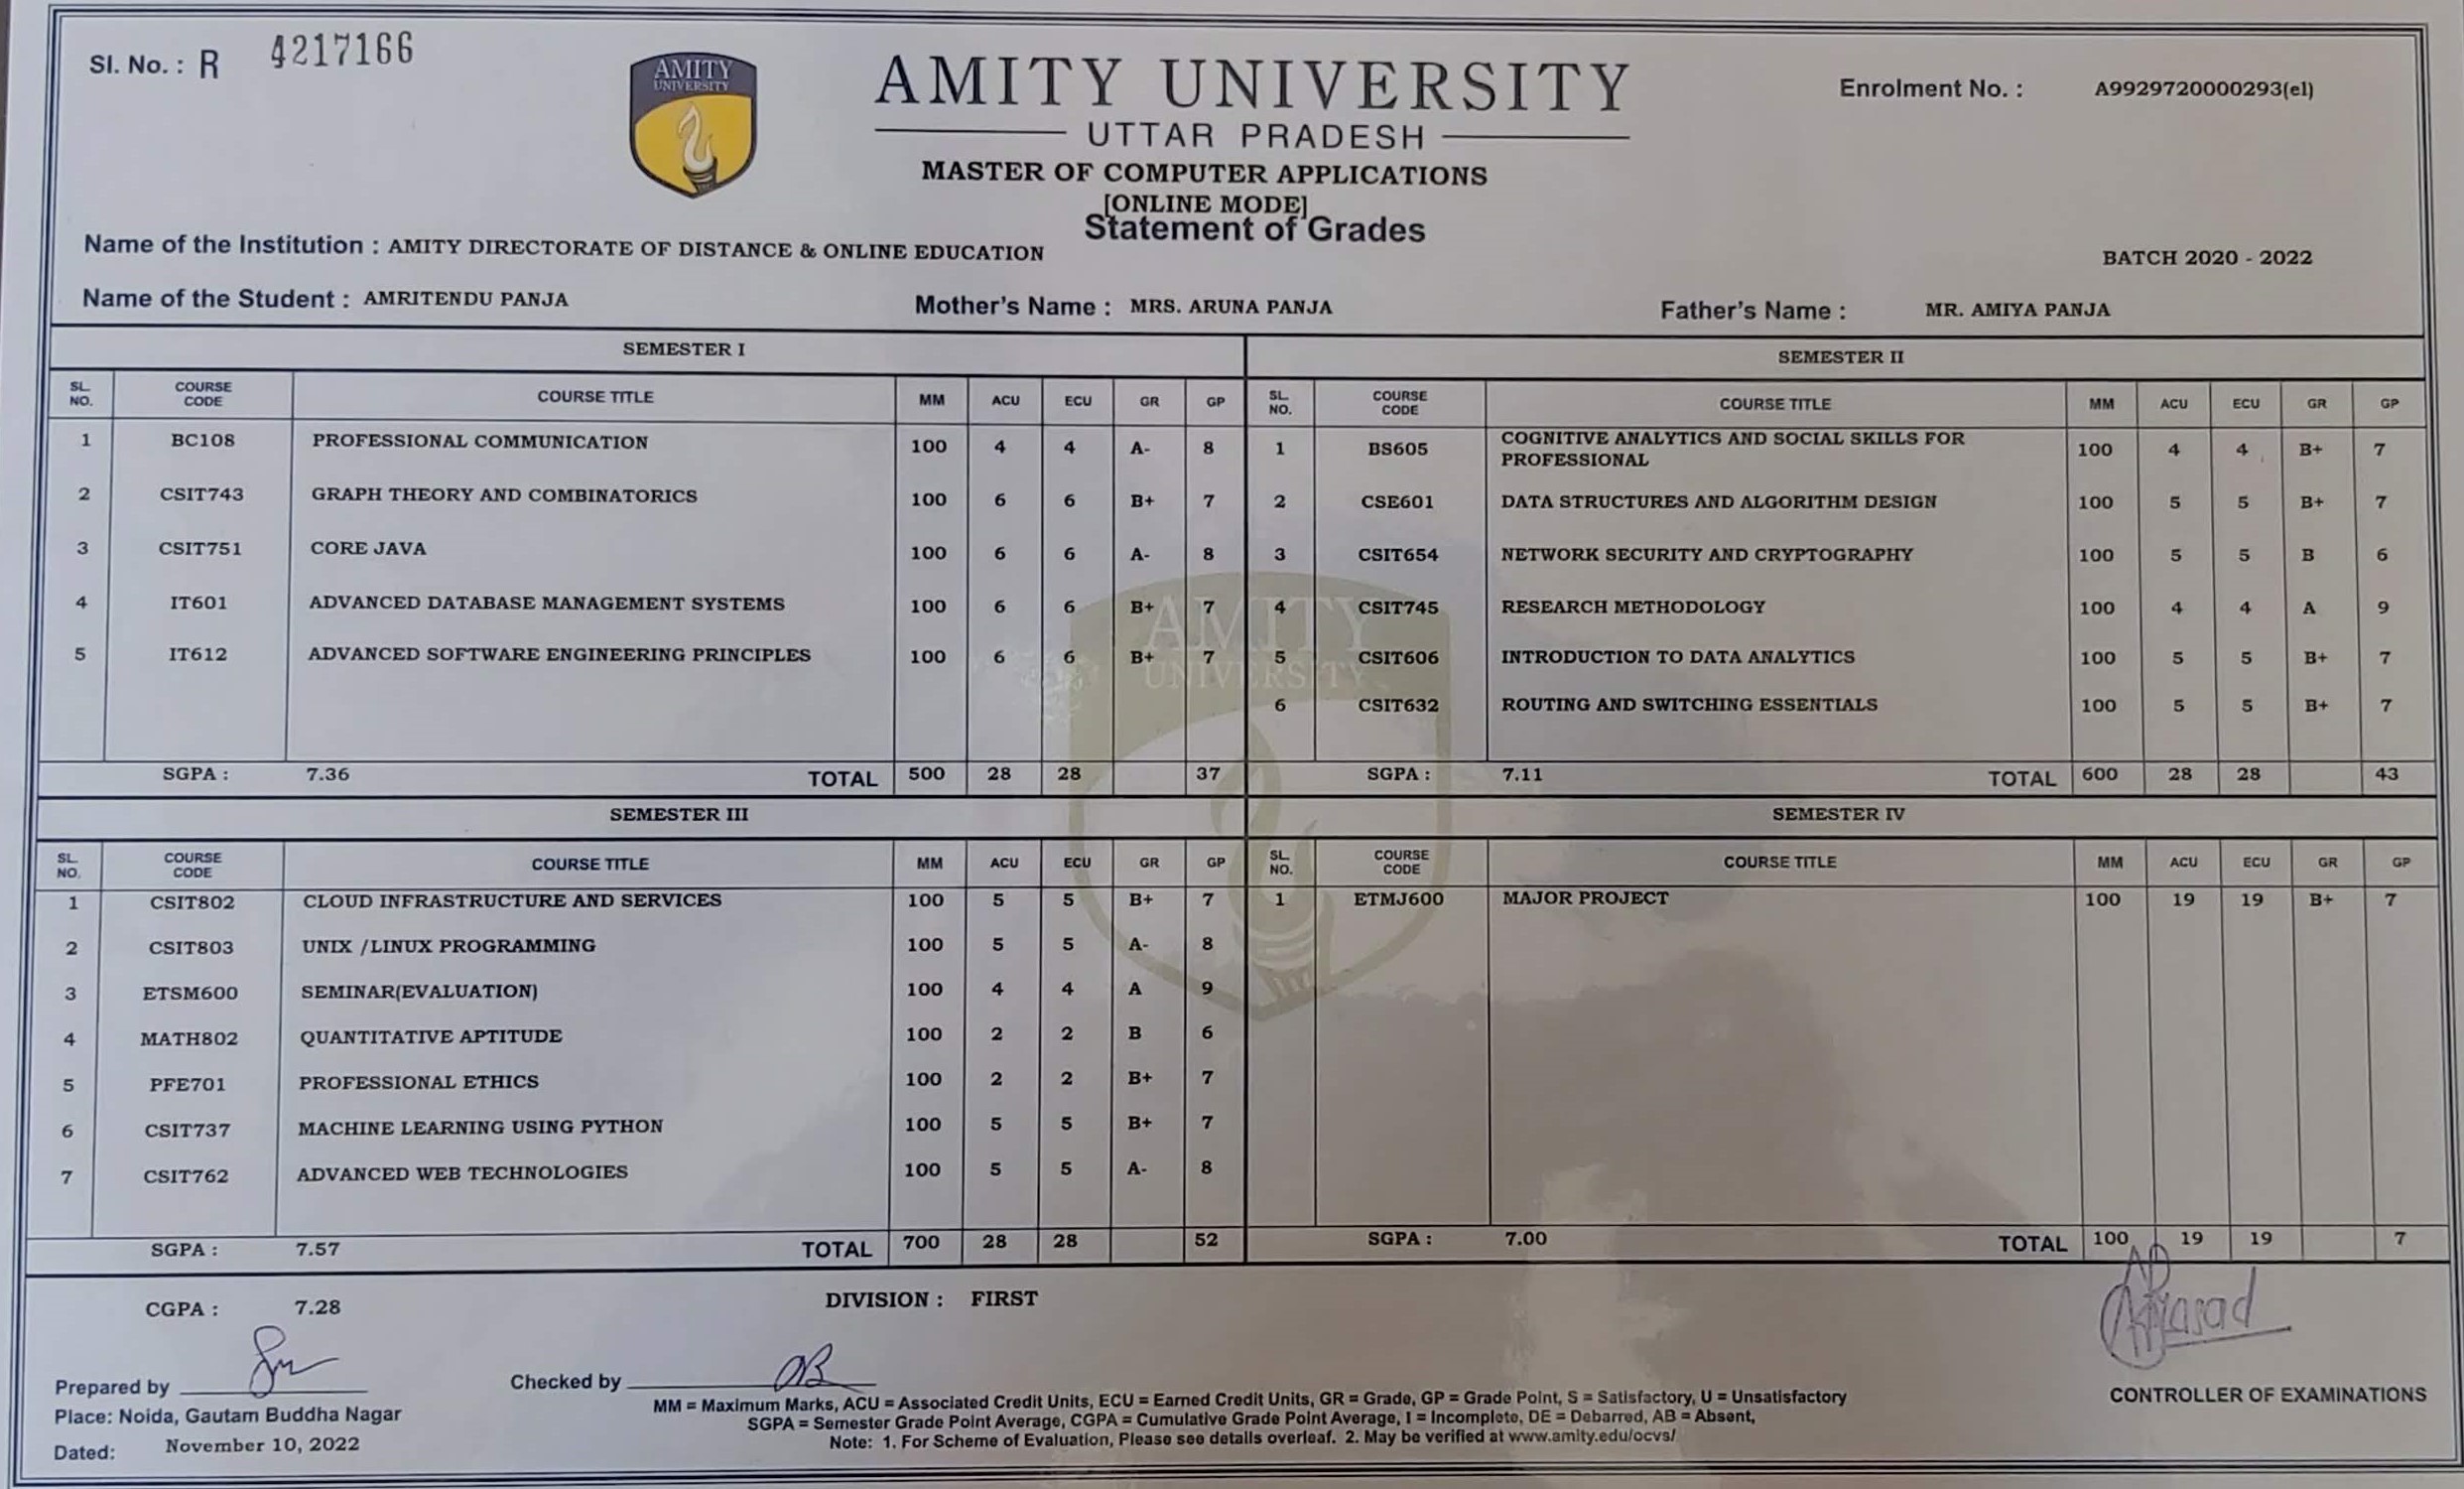 Sl. No. : R 4217166
AMITY
UNIVERSITY
AMITY UNIVERSITY
UTTAR PRADESH
Enrolment No. : A9929720000293(el)
MASTER OF COMPUTER APPLICATIONS
[ONLINE MODE]
Statement of Grades
Name of the Institution : AMITY DIRECTORATE OF DISTANCE & ONLINE EDUCATION
BATCH 2020 - 2022
Name of the Student : AMRITENDU PANJA Mother's Name : MRS. ARUNA PANJA Father's Name : MR. AMIYA PANJA
SEMESTER I
SL. NO. COURSE CODE COURSE TITLE MM ACU ECU GR GP
1 BC108 PROFESSIONAL COMMUNICATION 100 4 4 A- 8
2 CSIT743 GRAPH THEORY AND COMBINATORICS 100 6 6 B+ 7
3 CSIT751 CORE JAVA 100 6 6 A- 8
4 IT601 ADVANCED DATABASE MANAGEMENT SYSTEMS 100 6 6 B+ 7
5 IT612 ADVANCED SOFTWARE ENGINEERING PRINCIPLES 100 6 6 B+ 7
SGPA : 7.36 TOTAL 500 28 28 37
SEMESTER II
SL. NO. COURSE CODE COURSE TITLE MM ACU ECU GR GP
1 BS605 COGNITIVE ANALYTICS AND SOCIAL SKILLS FOR
PROFESSIONAL 100 4 4 B+ 7
2 CSE601 DATA STRUCTURES AND ALGORITHM DESIGN 100 5 5 B+ 7
3 CSIT654 NETWORK SECURITY AND CRYPTOGRAPHY 100 5 5 B 6
4 CSIT745 RESEARCH METHODOLOGY 100 4 4 A 9
5 CSIT606 INTRODUCTION TO DATA ANALYTICS 100 5 5 B+ 7
6 CSIT632 ROUTING AND SWITCHING ESSENTIALS 100 5 5 B+ 7
SGPA : 7.11 TOTAL 600 28 28 43
AMITY
UNIVERSITY
SEMESTER III
SL. NO. COURSE CODE COURSE TITLE MM ACU ECU GR GP
1 CSIT802 CLOUD INFRASTRUCTURE AND SERVICES 100 5 5 B+ 7
2 CSIT803 UNIX /LINUX PROGRAMMING 100 5 5 A- 8
3 ETSM600 SEMINAR(EVALUATION) 100 4 4 A 9
4 MATH802 QUANTITATIVE APTITUDE 100 2 2 B 6
5 PFE701 PROFESSIONAL ETHICS 100 2 2 B+ 7
6 CSIT737 MACHINE LEARNING USING PYTHON 100 5 5 B+ 7
7 CSIT762 ADVANCED WEB TECHNOLOGIES 100 5 5 A- 8
SGPA : 7.57 TOTAL 700 28 28 52
SEMESTER IV
SL. NO. COURSE CODE COURSE TITLE MM ACU ECU GR GP
1 ETMJ600 MAJOR PROJECT 100 19 19 B+ 7
SGPA : 7.00 TOTAL 100 19 19 7
CGPA : 7.28 DIVISION : FIRST
Prepared by
Checked by
CONTROLLER OF EXAMINATIONS
Place: Noida, Gautam Buddha Nagar
Dated: November 10, 2022
MM = Maximum Marks, ACU = Associated Credit Units, ECU = Earned Credit Units, GR = Grade, GP = Grade Point, S = Satisfactory, U = Unsatisfactory
SGPA = Semester Grade Point Average, CGPA = Cumulative Grade Point Average, I = Incomplete, DE = Debarred, AB = Absent,
Note: 1. For Scheme of Evaluation, Please see details overleaf. 2. May be verified at www.amity.edu/ocvs/